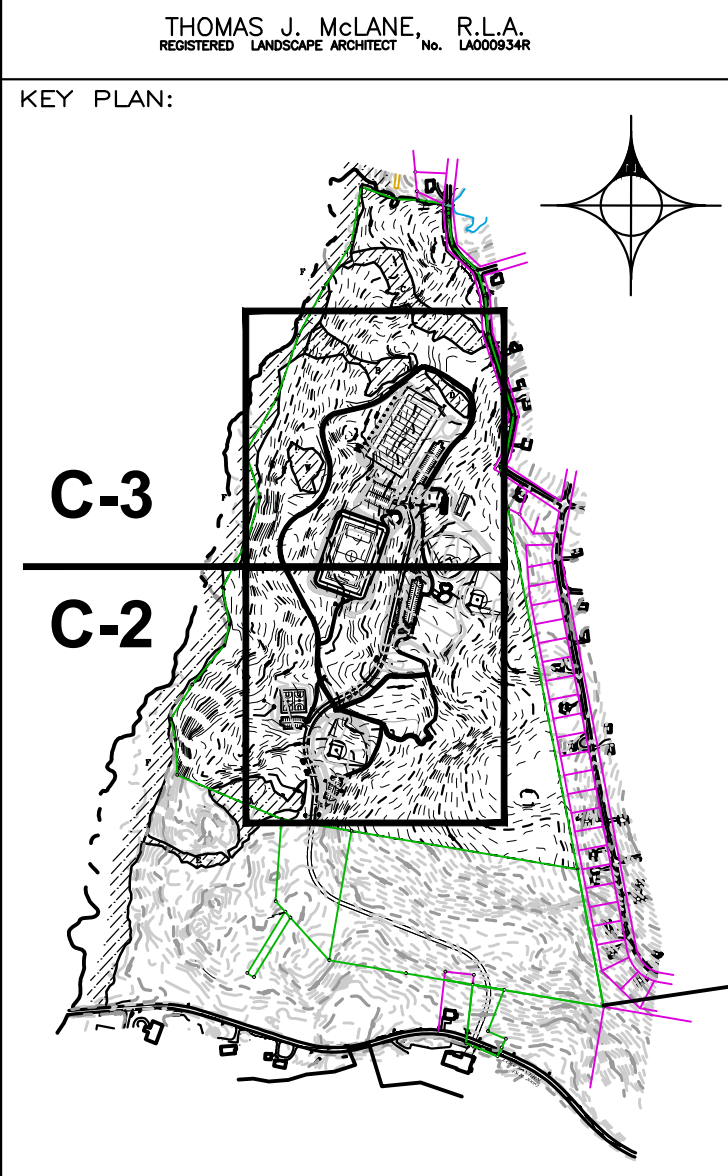 THOMAS J. McLANE, R.L.A.
REGISTERED LANDSCAPE ARCHITECT No. LA000934R
KEY PLAN:
C-3
C-2